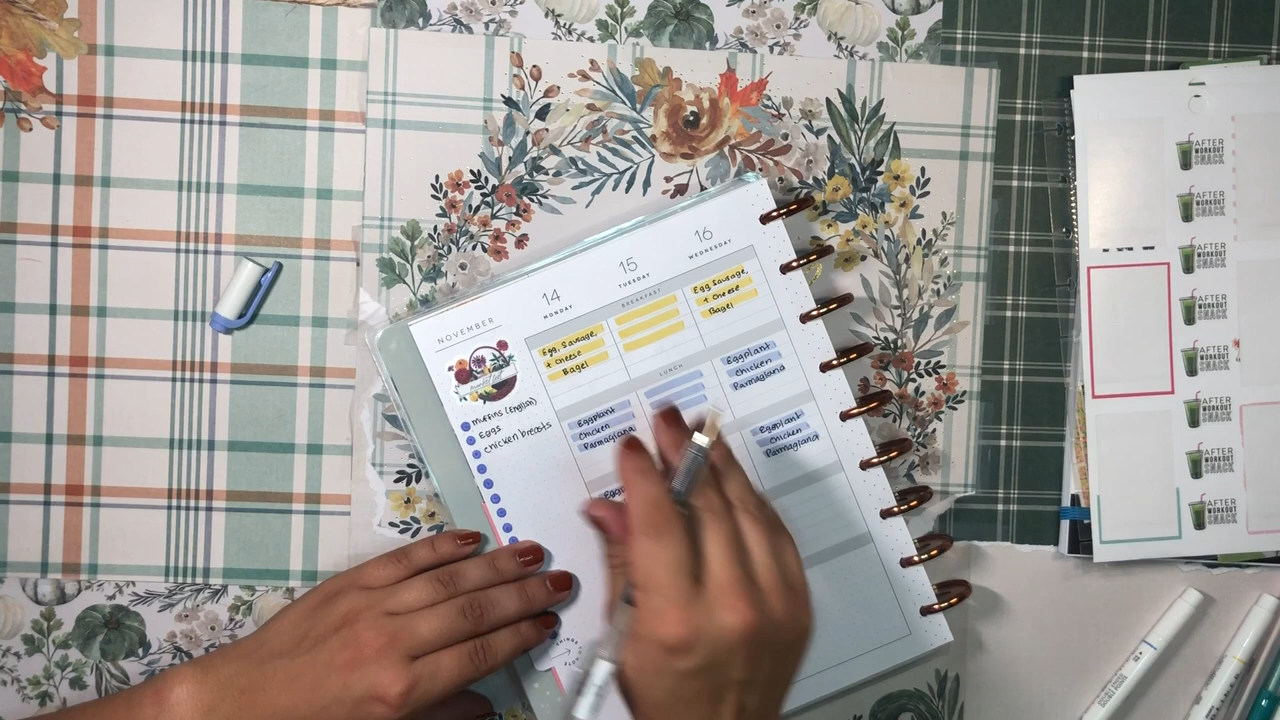 NOVEMBER
14
MONDAY
15
TUESDAY
16
WEDNESDAY
BREAKFAST
Egg, Sausage,
+ Cheese
Bagel
Egg Sausage,
+ Cheese
Bagel
LUNCH
Eggplant
Chicken
Parmagiana
Eggplant
Chicken
Parmagiana
Eggplant
Chicken
Parmagiana
Muffins (English)
Eggs
chicken breasts
AFTER
WORKOUT
SNACK
AFTER
WORKOUT
SNACK
AFTER
WORKOUT
SNACK
AFTER
WORKOUT
SNACK
AFTER
WORKOUT
SNACK
AFTER
WORKOUT
SNACK
AFTER
WORKOUT
SNACK
AFTER
WORKOUT
SNACK